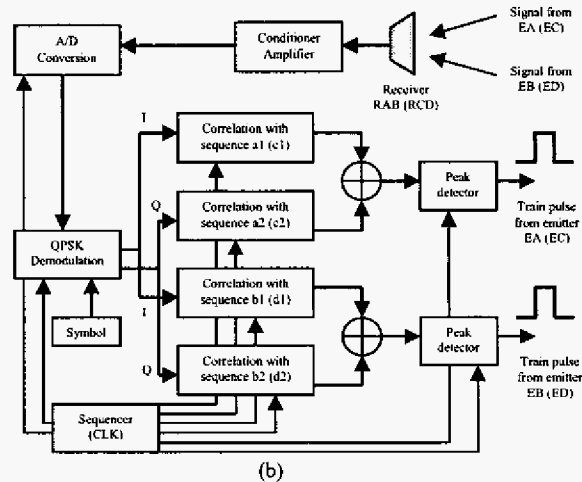 A/D
Conversion
Conditioner
Amplifier
Receiver
RAB (RCD)
Signal from
EA (EC)
Signal from
EB (ED)
I
Correlation with
sequence a1 (c1)
Q
Correlation with
sequence a2 (c2)
Peak
detector
Train pulse
from emitter
EA (EC)
QPSK
Demodulation
I
Correlation with
sequence b1 (d1)
Symbol
Q
Correlation with
sequence b2 (d2)
Peak
detector
Train pulse
from emitter
EB (ED)
Sequencer
(CLK)
(b)